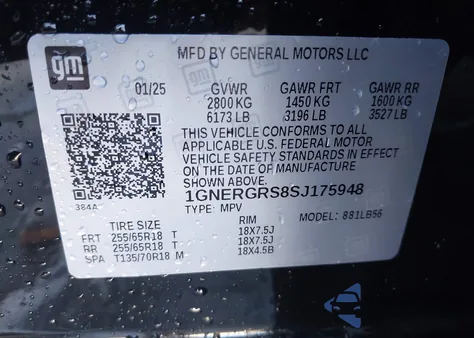 gm
MFD BY GENERAL MOTORS LLC
01/25 GVWR GAWR FRT GAWR RR
2800 KG 1450 KG 1600 KG
6173 LB 3196 LB 3527 LB
THIS VEHICLE CONFORMS TO ALL
APPLICABLE U.S. FEDERAL MOTOR
VEHICLE SAFETY STANDARDS IN EFFECT
ON THE DATE OF MANUFACTURE
SHOWN ABOVE.
1GNERGRS8SJ175948
384A TYPE: MPV MODEL: 881LB56
TIRE SIZE RIM
FRT 255/65R18 T 18X7.5J
RR 255/65R18 T 18X7.5J
SPA T135/70R18 M 18X4.5B